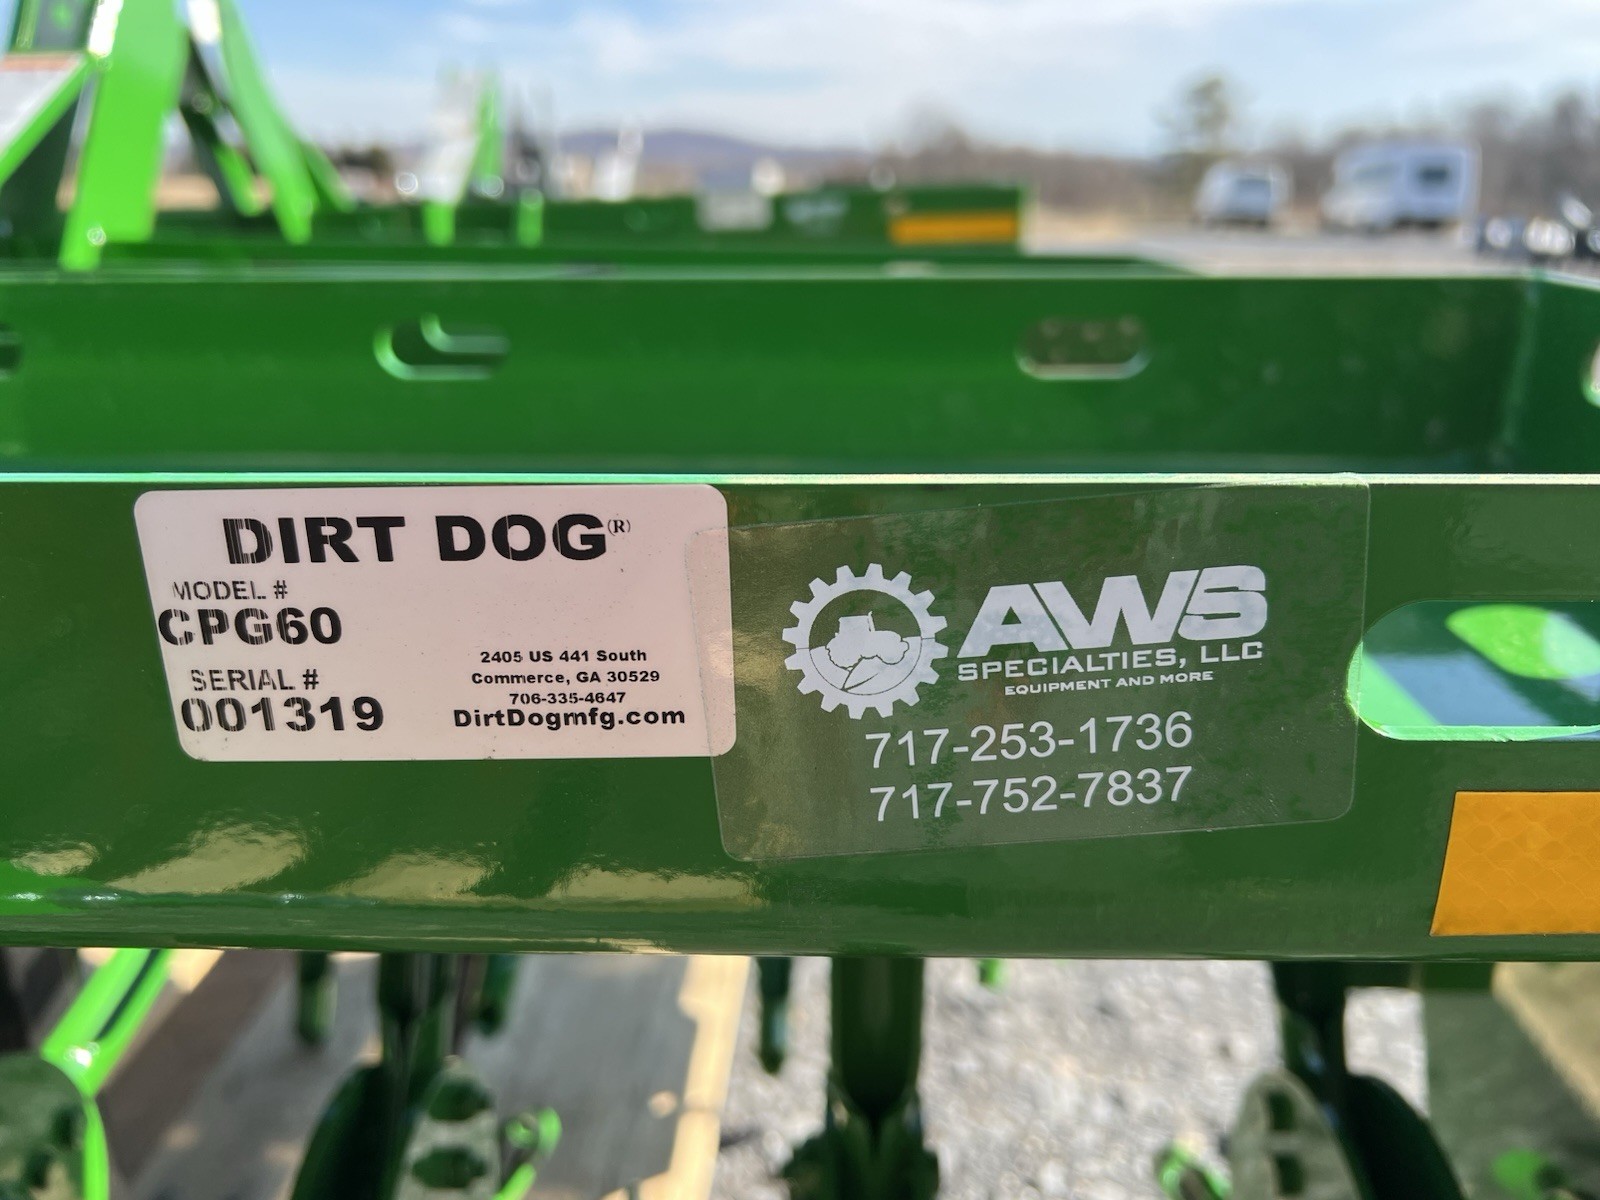 DIRT DOG(R)
MODEL #
CPG60
SERIAL #
001319
2405 US 441 South
Commerce, GA 30529
706-335-4647
DirtDogmfg.com
AWS
SPECIALTIES, LLC
EQUIPMENT AND MORE
717-253-1736
717-752-7837